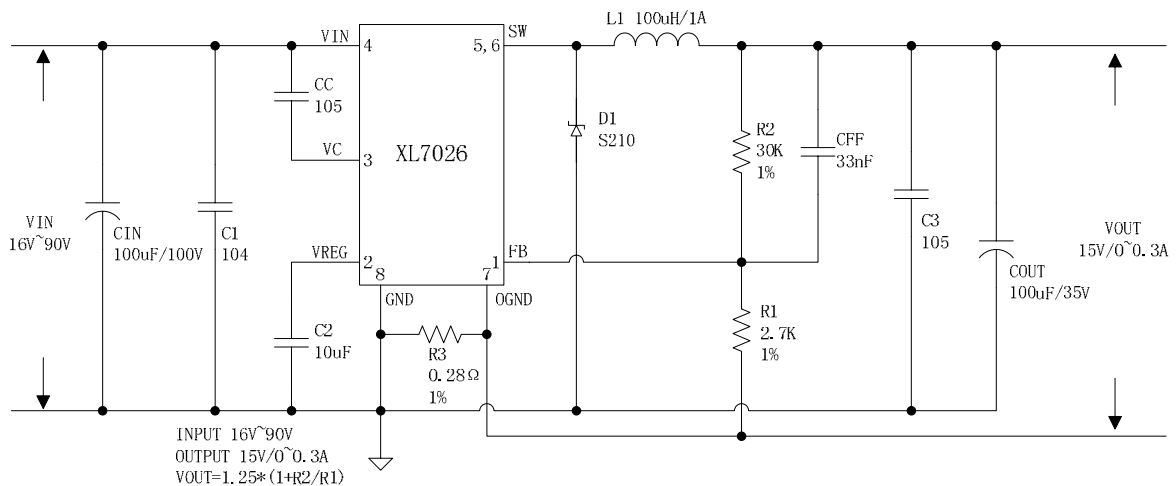 L1 100uH/1A
VIN
4
5,6
SW
CC
105
VC
3
XL7026
D1
S210
R2
30K
1%
CFF
33nF
VIN
16V~90V
CIN
100uF/100V
C1
104
C3
105
VOUT
15V/0~0.3A
VREG
2
8
1
7
FB
GND
OGND
COUT
100uF/35V
C2
10uF
R3
0.28Ω
1%
R1
2.7K
1%
INPUT 16V~90V
OUTPUT 15V/0~0.3A
VOUT=1.25*(1+R2/R1)